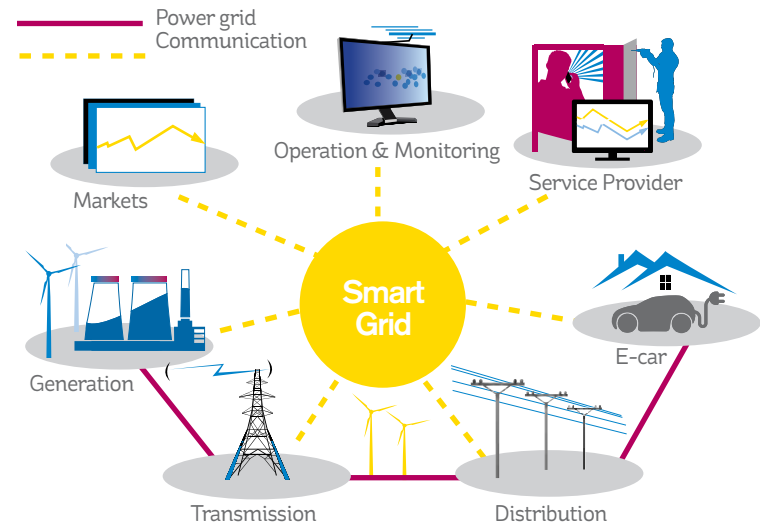 Power grid
Communication
Operation & Monitoring
Service Provider
Markets
Smart
Grid
E-car
Generation
Transmission
Distribution